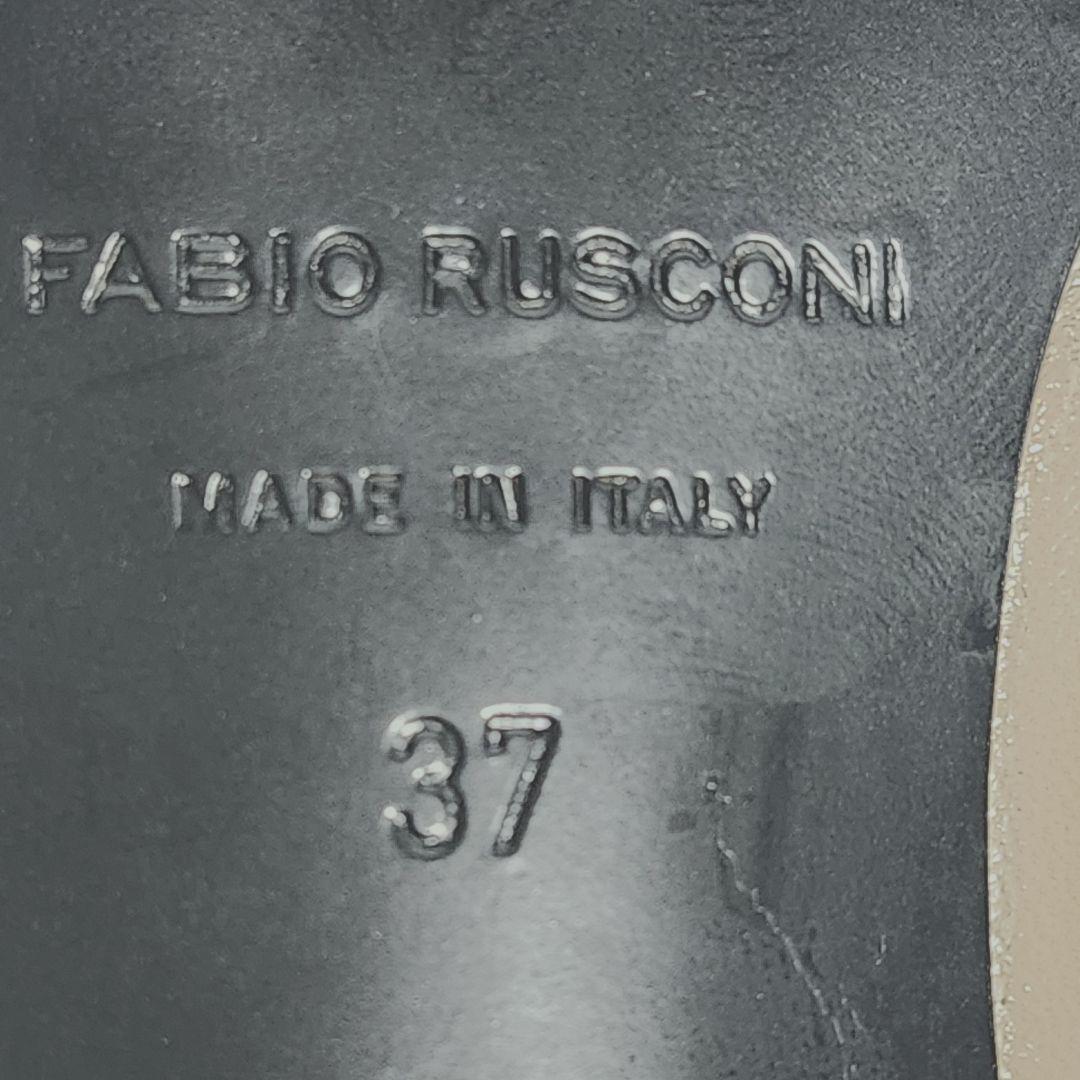 FABIO RUSCONI
MADE IN ITALY
37